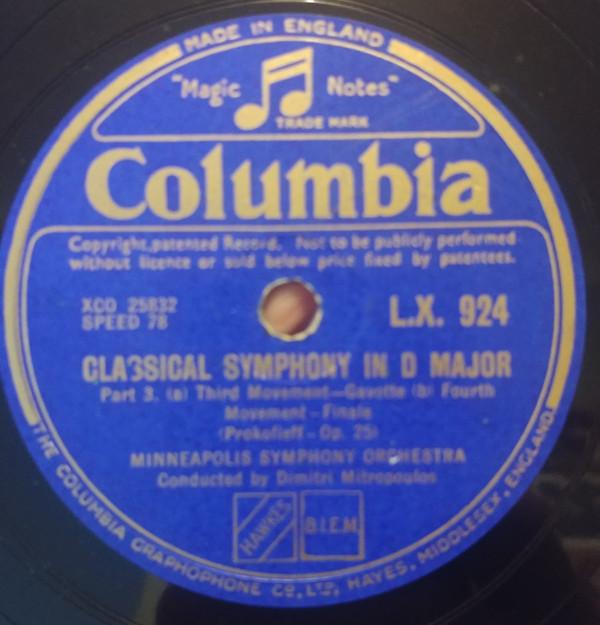 MADE IN ENGLAND
"Magic Notes"
TRADE MARK
Columbia
Copyright, patented Record. Not to be publicly performed
without licence or sold below price fixed by patentees.
XCO 25832
SPEED 78
L.X. 924
CLASSICAL SYMPHONY IN D MAJOR
Part 3. (a) Third Movement—Gavotte (b) Fourth
Movement - Finale
(Prokofieff - Op. 25)
MINNEAPOLIS SYMPHONY ORCHESTRA
Conducted by Dimitri Mitropoulos
HAWKES
B.I.E.M.
THE COLUMBIA GRAPHOPHONE CO., LTD, HAYES, MIDDLESEX, ENGLAND.